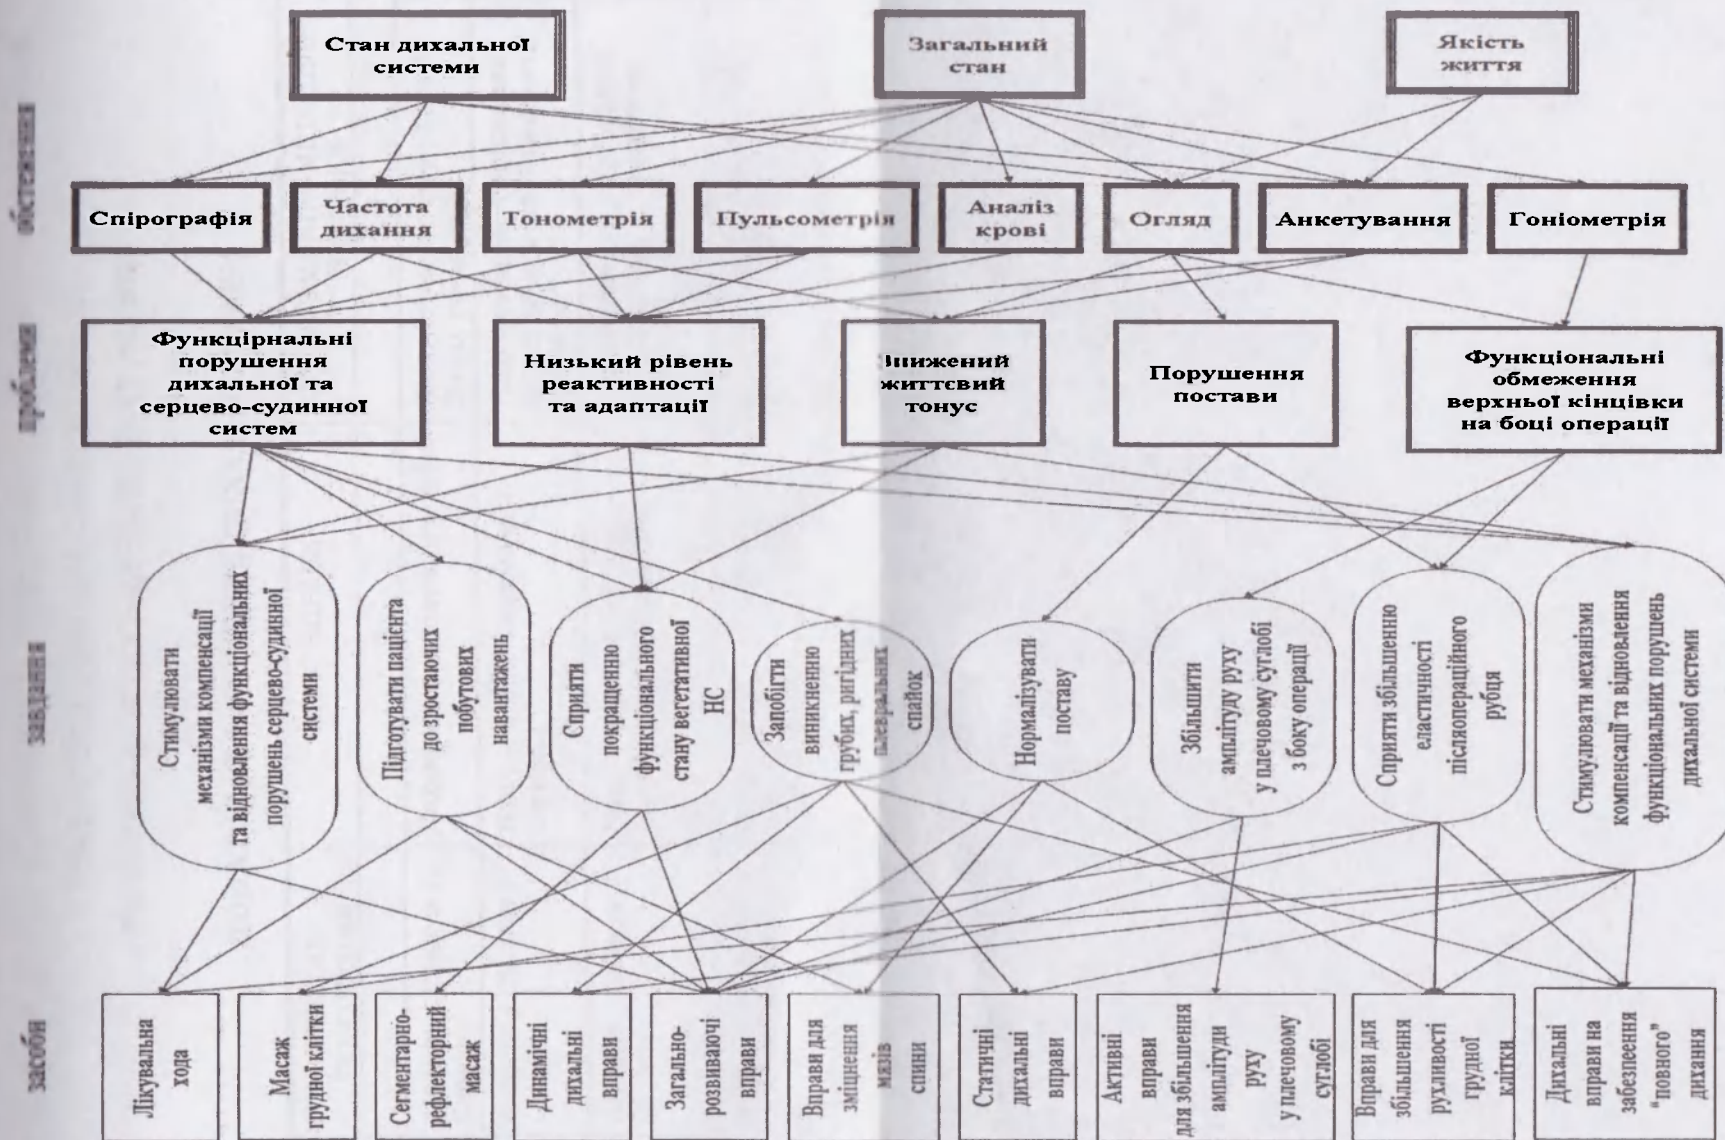 Стан дихальної
системи
Загальний
стан
Якість
життя
обстеження
Спірографія
Частота
дихання
Тонометрія
Пульсометрія
Аналіз
крові
Огляд
Анкетування
Гоніометрія
проблеми
Функцірнальні
порушення
дихальної та
серцево-судинної
систем
Низький рівень
реактивності
та адаптації
нижений
життєвий
тонус
Порушення
постави
Функціональні
обмеження
верхньої кінцівки
на боці операції
завдання
Стимулювати
механізми компенсації
та відновлення функціональних
порушень серцево-судинної
системи
Підготувати пацієнта
до зростаючих
побутових
навантажень
Сприяти
покращенню
функціонального
стану вегетативної
НС
Запобігти
виникненню
грубих, ригідних
плевральних
спайок
Нормалізувати
поставу
Збільшити
амплітуду руху
у плечовому суглобі
з боку операції
Сприяти збільшенню
еластичності
післяопераційного
рубця
Стимулювати механізми
компенсації та відновлення
функціональних порушень
дихальної системи
засоби
Лікувальна
хода
Масаж
грудної клітки
Сегментарно-
рефлекторний
масаж
Динамічні
дихальні
вправи
Загально-
розвиваючі
вправи
Вправи для
зміцнення
мязів
спини
Статичні
дихальні
вправи
Активні
вправи
для збільшення
амплітуди
руху
у плечовому
суглобі
Вправи для
збільшення
рухливості
грудної
клітки
Дихальні
вправи на
забезпечення
“повного”
дихання